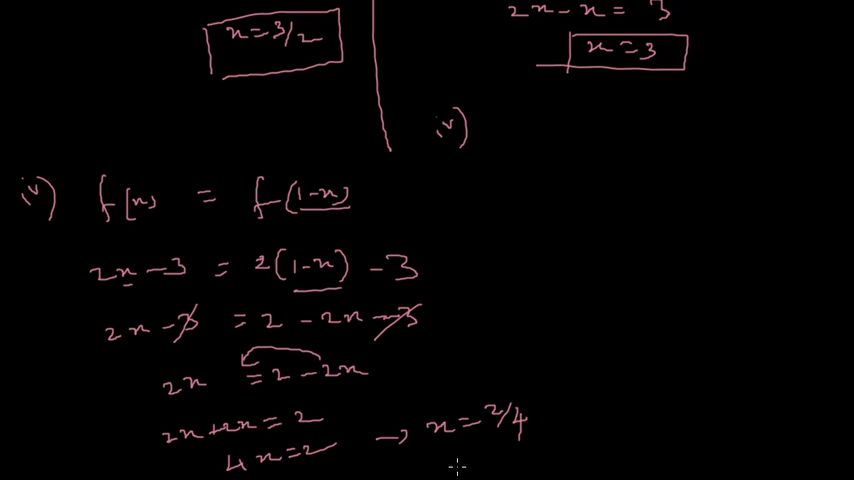 x = 3/2
2x - x = 3
x = 3
iv)
iv) f(x) = f(1-x)
2x - 3 = 2(1-x) - 3
2x - 3 = 2 - 2x - 3
2x = 2 - 2x
2x + 2x = 2
4x = 2 → x = 2/4